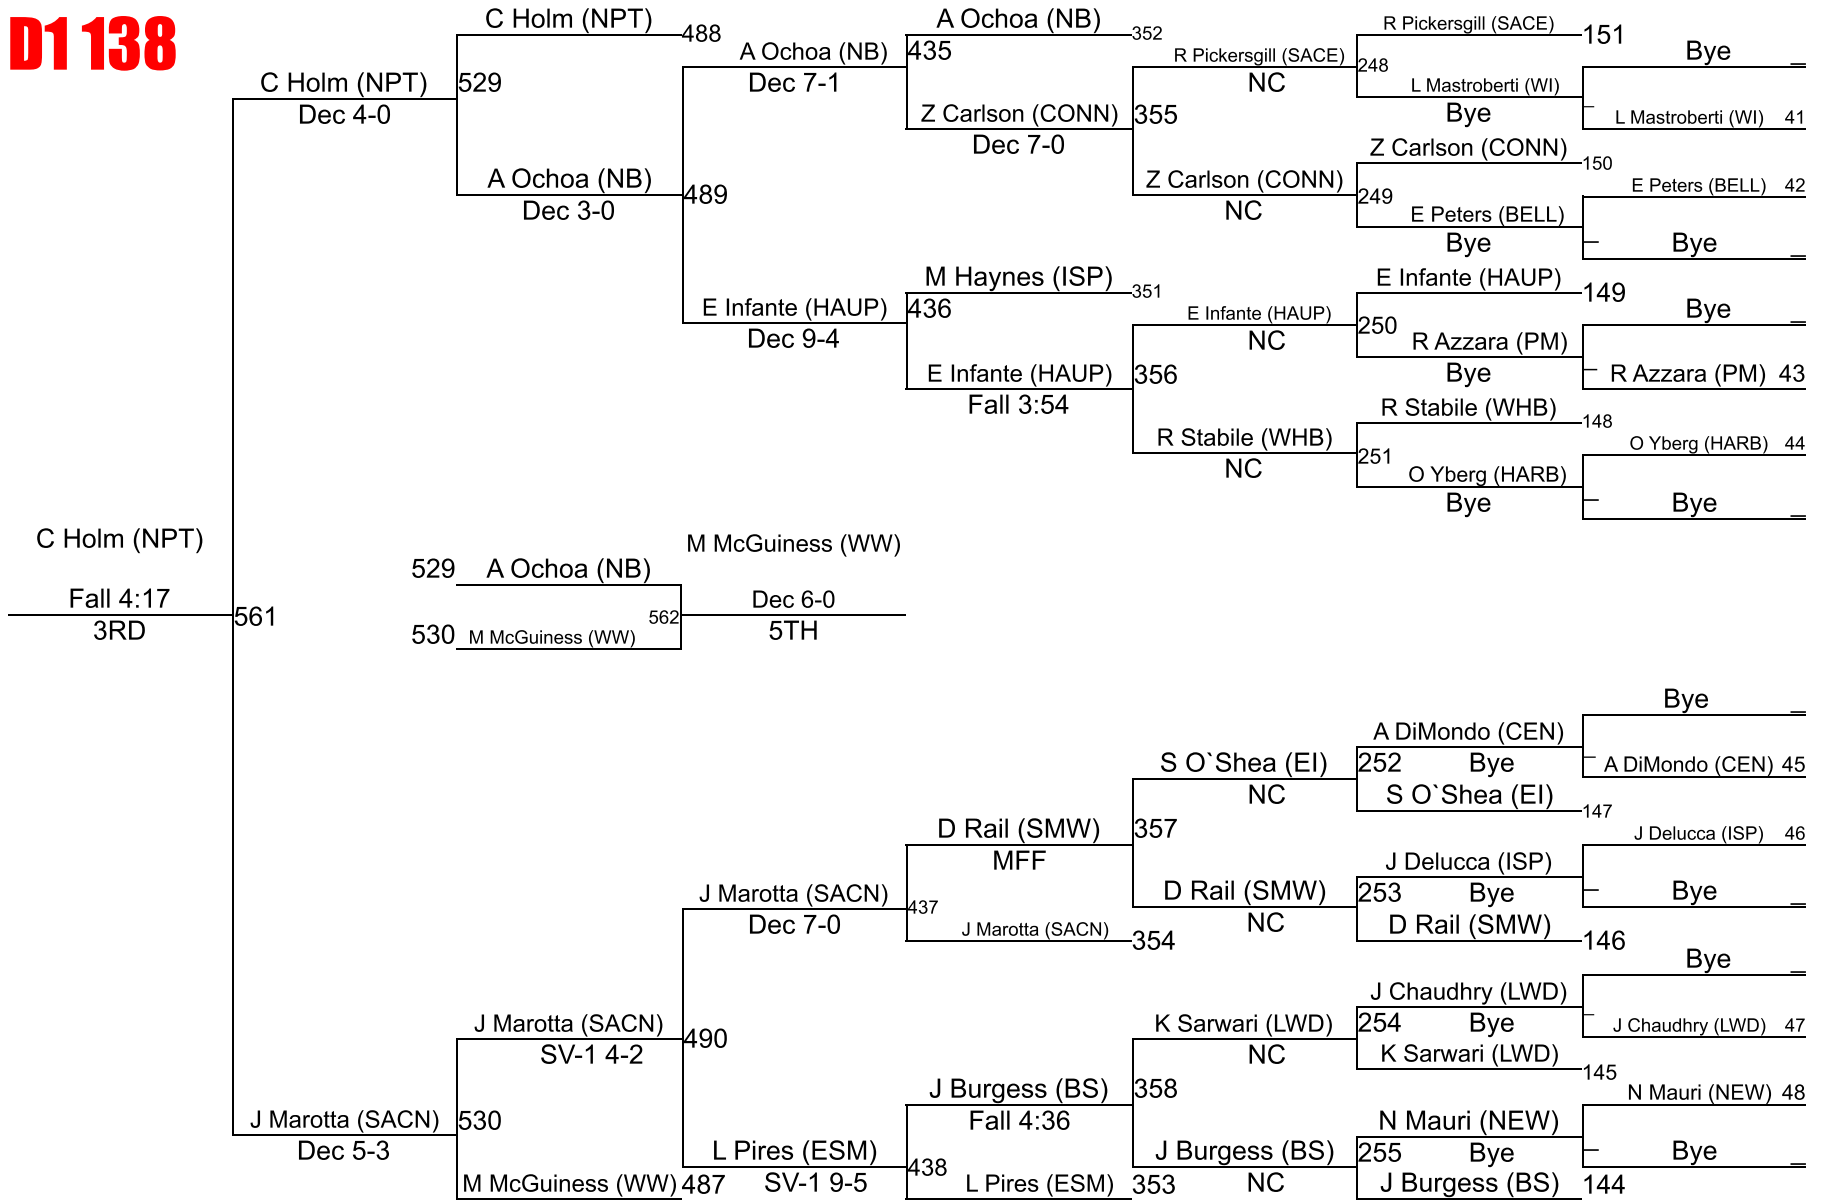 D1 138
C Holm (NPT)
488
A Ochoa (NB)
352
R Pickersgill (SACE)
151
Bye
_
A Ochoa (NB)
435
R Pickersgill (SACE)
248
C Holm (NPT)
529
Dec 7-1
NC
L Mastroberti (WI)
_
Dec 4-0
Z Carlson (CONN)
355
Bye
L Mastroberti (WI) 41
Dec 7-0
Z Carlson (CONN)
150
A Ochoa (NB)
489
Z Carlson (CONN)
249
E Peters (BELL) 42
Dec 3-0
NC
E Peters (BELL)
Bye
_
Bye
_
M Haynes (ISP)
351
E Infante (HAUP)
149
E Infante (HAUP)
436
E Infante (HAUP)
250
Bye
_
Dec 9-4
NC
R Azzara (PM)
_
E Infante (HAUP)
356
Bye
R Azzara (PM) 43
Fall 3:54
R Stabile (WHB)
148
R Stabile (WHB)
251
O Yberg (HARB) 44
NC
O Yberg (HARB)
Bye
_
Bye
_
C Holm (NPT)
M McGuiness (WW)
529 A Ochoa (NB)
Fall 4:17
561
562
Dec 6-0
3RD
530 M McGuiness (WW)
5TH
Bye
_
A DiMondo (CEN)
S O`Shea (EI)
252
Bye
_
A DiMondo (CEN) 45
NC
S O`Shea (EI)
147
D Rail (SMW)
357
J Delucca (ISP) 46
MFF
J Delucca (ISP)
J Marotta (SACN)
437
D Rail (SMW)
253
Bye
_
Bye
_
Dec 7-0
J Marotta (SACN)
354
NC
D Rail (SMW)
146
Bye
_
J Chaudhry (LWD)
J Marotta (SACN)
490
K Sarwari (LWD)
254
Bye
_
J Chaudhry (LWD) 47
SV-1 4-2
NC
K Sarwari (LWD)
145
J Burgess (BS)
358
N Mauri (NEW) 48
J Marotta (SACN)
530
Fall 4:36
N Mauri (NEW)
Dec 5-3
L Pires (ESM)
438
J Burgess (BS)
255
Bye
_
Bye
_
M McGuiness (WW)
487
SV-1 9-5
L Pires (ESM)
353
NC
J Burgess (BS)
144